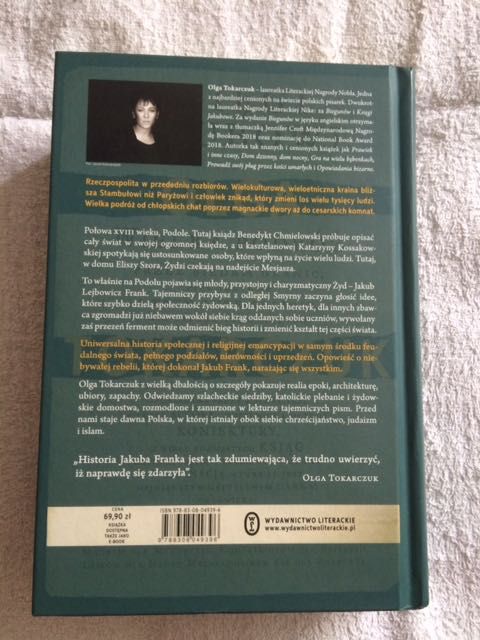 Olga Tokarczuk – laureatka Literackiej Nagrody Nobla. Jedna
z najbardziej cenionych na świecie polskich pisarek. Dwukrot-
na laureatka Literackiej Nagrody Nike: za Biegunów i Księgi
Jakubowe. Za wydanie Biegunów w języku angielskim otrzyma-
ła wraz z tłumaczką Jennifer Croft Międzynarodową Nagro-
dę Bookera 2018 oraz nominację do National Book Award
2018. Autorka tak znanych i cenionych książek jak Prawiek
i inne czasy, Dom dzienny, dom nocny, Gra na wielu bębenkach,
Prowadź swój pług przez kości umarłych i Opowiadania bizarne.
Rzeczpospolita w przededniu rozbiorów. Wielokulturowa, wieloetniczna kraina bliż-
sza Stambułowi niż Paryżowi i człowiek znikąd, który zmieni los wielu tysięcy ludzi.
Wielka podróż od chłopskich chat poprzez magnackie dwory aż do cesarskich komnat.
Połowa XVIII wieku, Podole. Tutaj ksiądz Benedykt Chmielowski próbuje opisać
cały świat w swojej ogromnej księdze, a u kasztelanowej Katarzyny Kossakow-
skiej spotykają się ustosunkowane osoby, które wpłyną na życie wielu ludzi. Tutaj,
w domu Eliszy Szora, Żydzi czekają na nadejście Mesjasza.
To właśnie na Podolu pojawia się młody, przystojny i charyzmatyczny Żyd – Jakub
Lejbowicz Frank. Tajemniczy przybysz z odległej Smyrny zaczyna głosić idee,
które szybko dzielą społeczność żydowską. Dla jednych heretyk, dla innych zbaw-
ca zgromadzi już niebawem wokół siebie krąg oddanych sobie uczniów, wywołany
zaś przezeń ferment może odmienić bieg historii i zmienić kształt tej części świata.
Uniwersalna historia społecznej i religijnej emancypacji w samym środku feu-
dalnego świata, pełnego podziałów, nierówności i uprzedzeń. Opowieść o nie-
bywałej rebelii, której dokonał Jakub Frank, narażając się wszystkim.
Olga Tokarczuk z wielką dbałością o szczegóły pokazuje realia epoki, architekturę,
ubiory, zapachy. Odwiedzamy szlacheckie siedziby, katolickie plebanie i żydow-
skie domostwa, rozmodlone i zanurzone w lekturze tajemniczych pism. Przed
nami staje dawna Polska, w której istniały obok siebie chrześcijaństwo, judaizm
i islam.
„Historia Jakuba Franka jest tak zdumiewająca, że trudno uwierzyć,
iż naprawdę się zdarzyła”.
OLGA TOKARCZUK
CENA
69,90 zł
KSIĄŻKA
DOSTĘPNA
TAKŻE JAKO
E-BOOK
ISBN 978-83-08-04939-6
9 788308 049396
WYDAWNICTWO LITERACKIE
www.wydawnictwoliterackie.pl